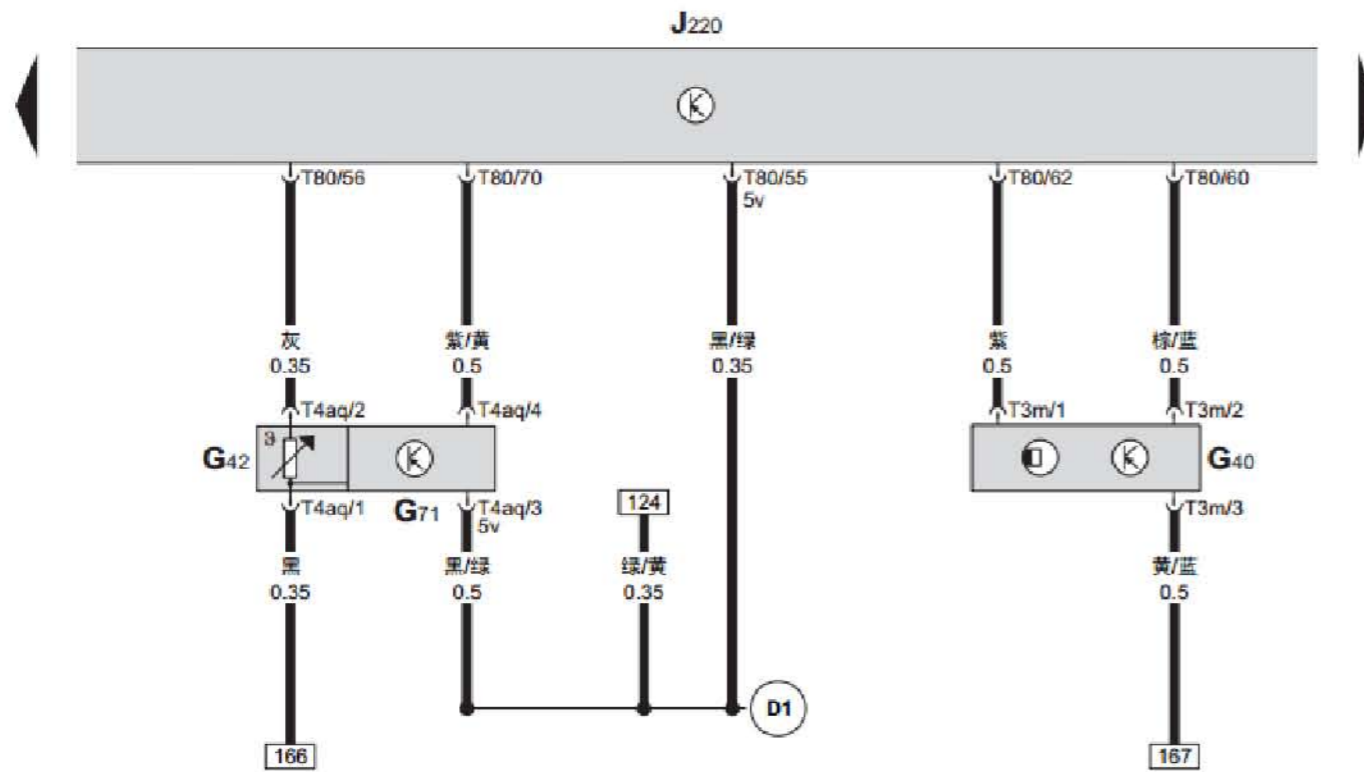 J220
T80/56 T80/70 T80/55 T80/62 T80/60
5v
灰 紫/黄 黑/绿 紫 棕/蓝
0.35 0.5 0.35 0.5 0.5
T4aq/2 T4aq/4 T3m/1 T3m/2
3
G42 G40
T4aq/1 G71 T4aq/3 124 T3m/3
5v
黑 黑/绿 绿/黄 黄/蓝
0.35 0.5 0.35 0.5
D1
166 167